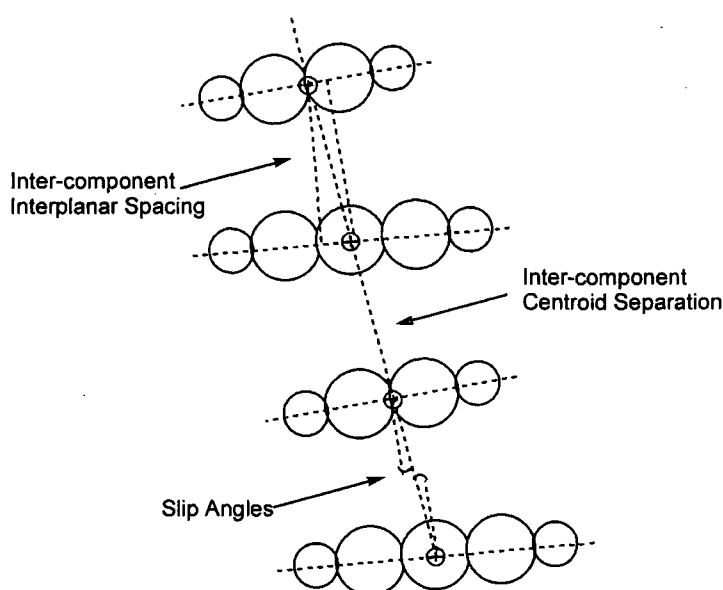 Inter-component
Interplanar Spacing
Inter-component
Centroid Separation
Slip Angles